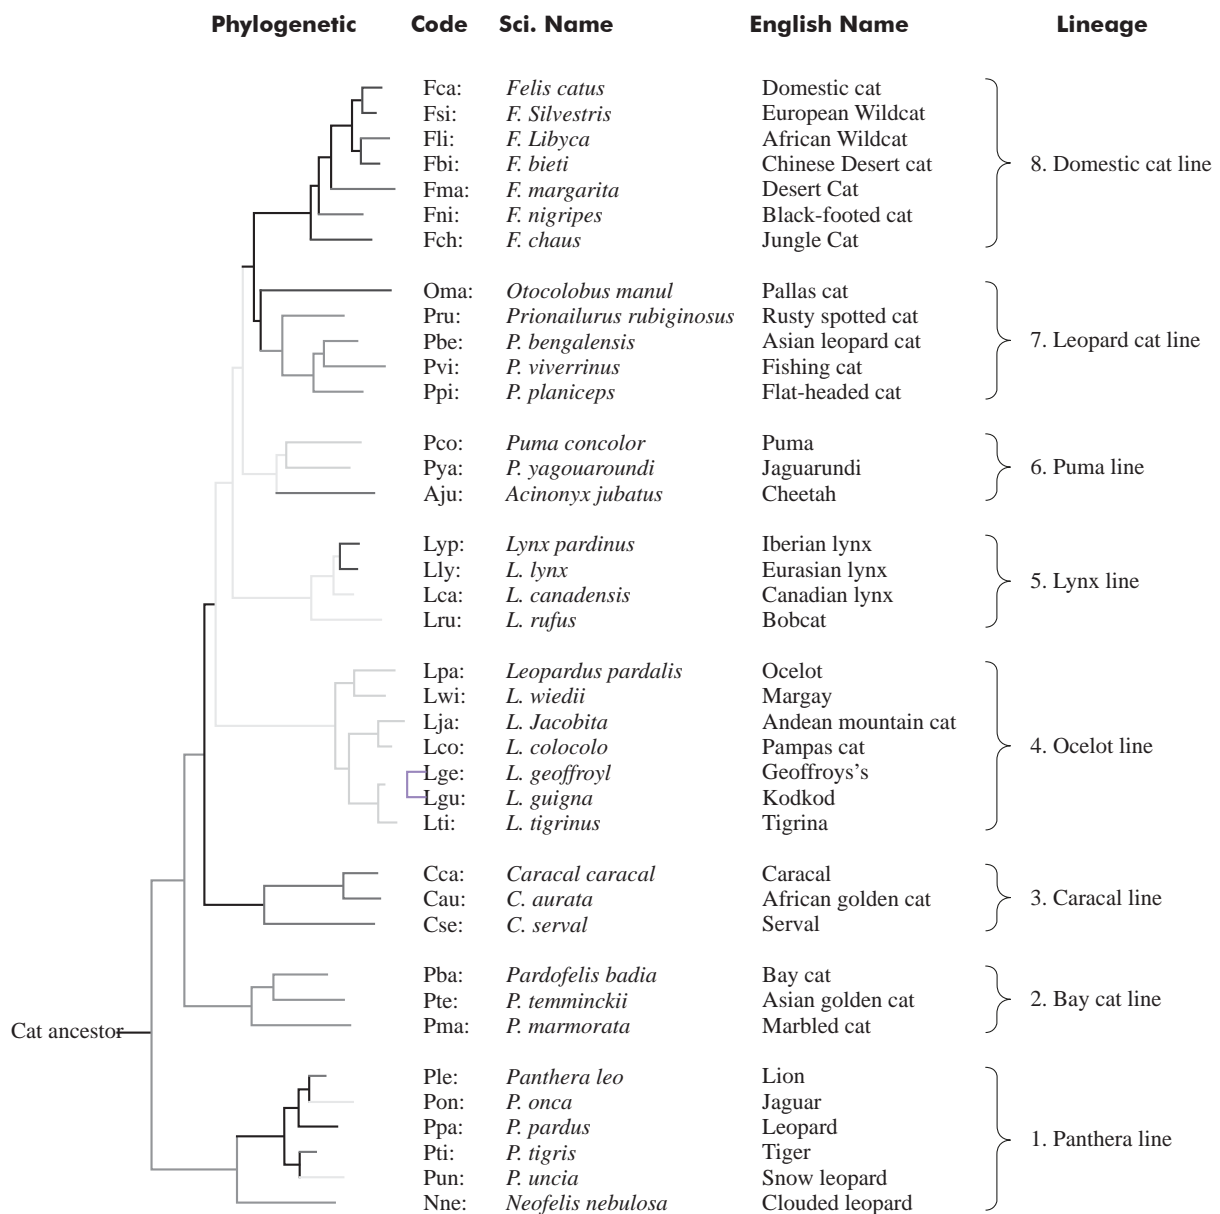 Phylogenetic Code Sci. Name English Name Lineage
Fca: Felis catus Domestic cat
Fsi: F. Silvestris European Wildcat
Fli: F. Libyca African Wildcat
Fbi: F. bieti Chinese Desert cat 8. Domestic cat line
Fma: F. margarita Desert Cat
Fni: F. nigripes Black-footed cat
Fch: F. chaus Jungle Cat
Oma: Otocolobus manul Pallas cat
Pru: Prionailurus rubiginosus Rusty spotted cat
Pbe: P. bengalensis Asian leopard cat 7. Leopard cat line
Pvi: P. viverrinus Fishing cat
Ppi: P. planiceps Flat-headed cat
Pco: Puma concolor Puma
Pya: P. yagouaroundi Jaguarundi 6. Puma line
Aju: Acinonyx jubatus Cheetah
Lyp: Lynx pardinus Iberian lynx
Lly: L. lynx Eurasian lynx 5. Lynx line
Lca: L. canadensis Canadian lynx
Lru: L. rufus Bobcat
Lpa: Leopardus pardalis Ocelot
Lwi: L. wiedii Margay
Lja: L. Jacobita Andean mountain cat
Lco: L. colocolo Pampas cat 4. Ocelot line
Lge: L. geoffroyl Geoffroys's
Lgu: L. guigna Kodkod
Lti: L. tigrinus Tigrina
Cca: Caracal caracal Caracal
Cau: C. aurata African golden cat 3. Caracal line
Cse: C. serval Serval
Pba: Pardofelis badia Bay cat
Pte: P. temminckii Asian golden cat 2. Bay cat line
Cat ancestor Pma: P. marmorata Marbled cat
Ple: Panthera leo Lion
Pon: P. onca Jaguar
Ppa: P. pardus Leopard 1. Panthera line
Pti: P. tigris Tiger
Pun: P. uncia Snow leopard
Nne: Neofelis nebulosa Clouded leopard